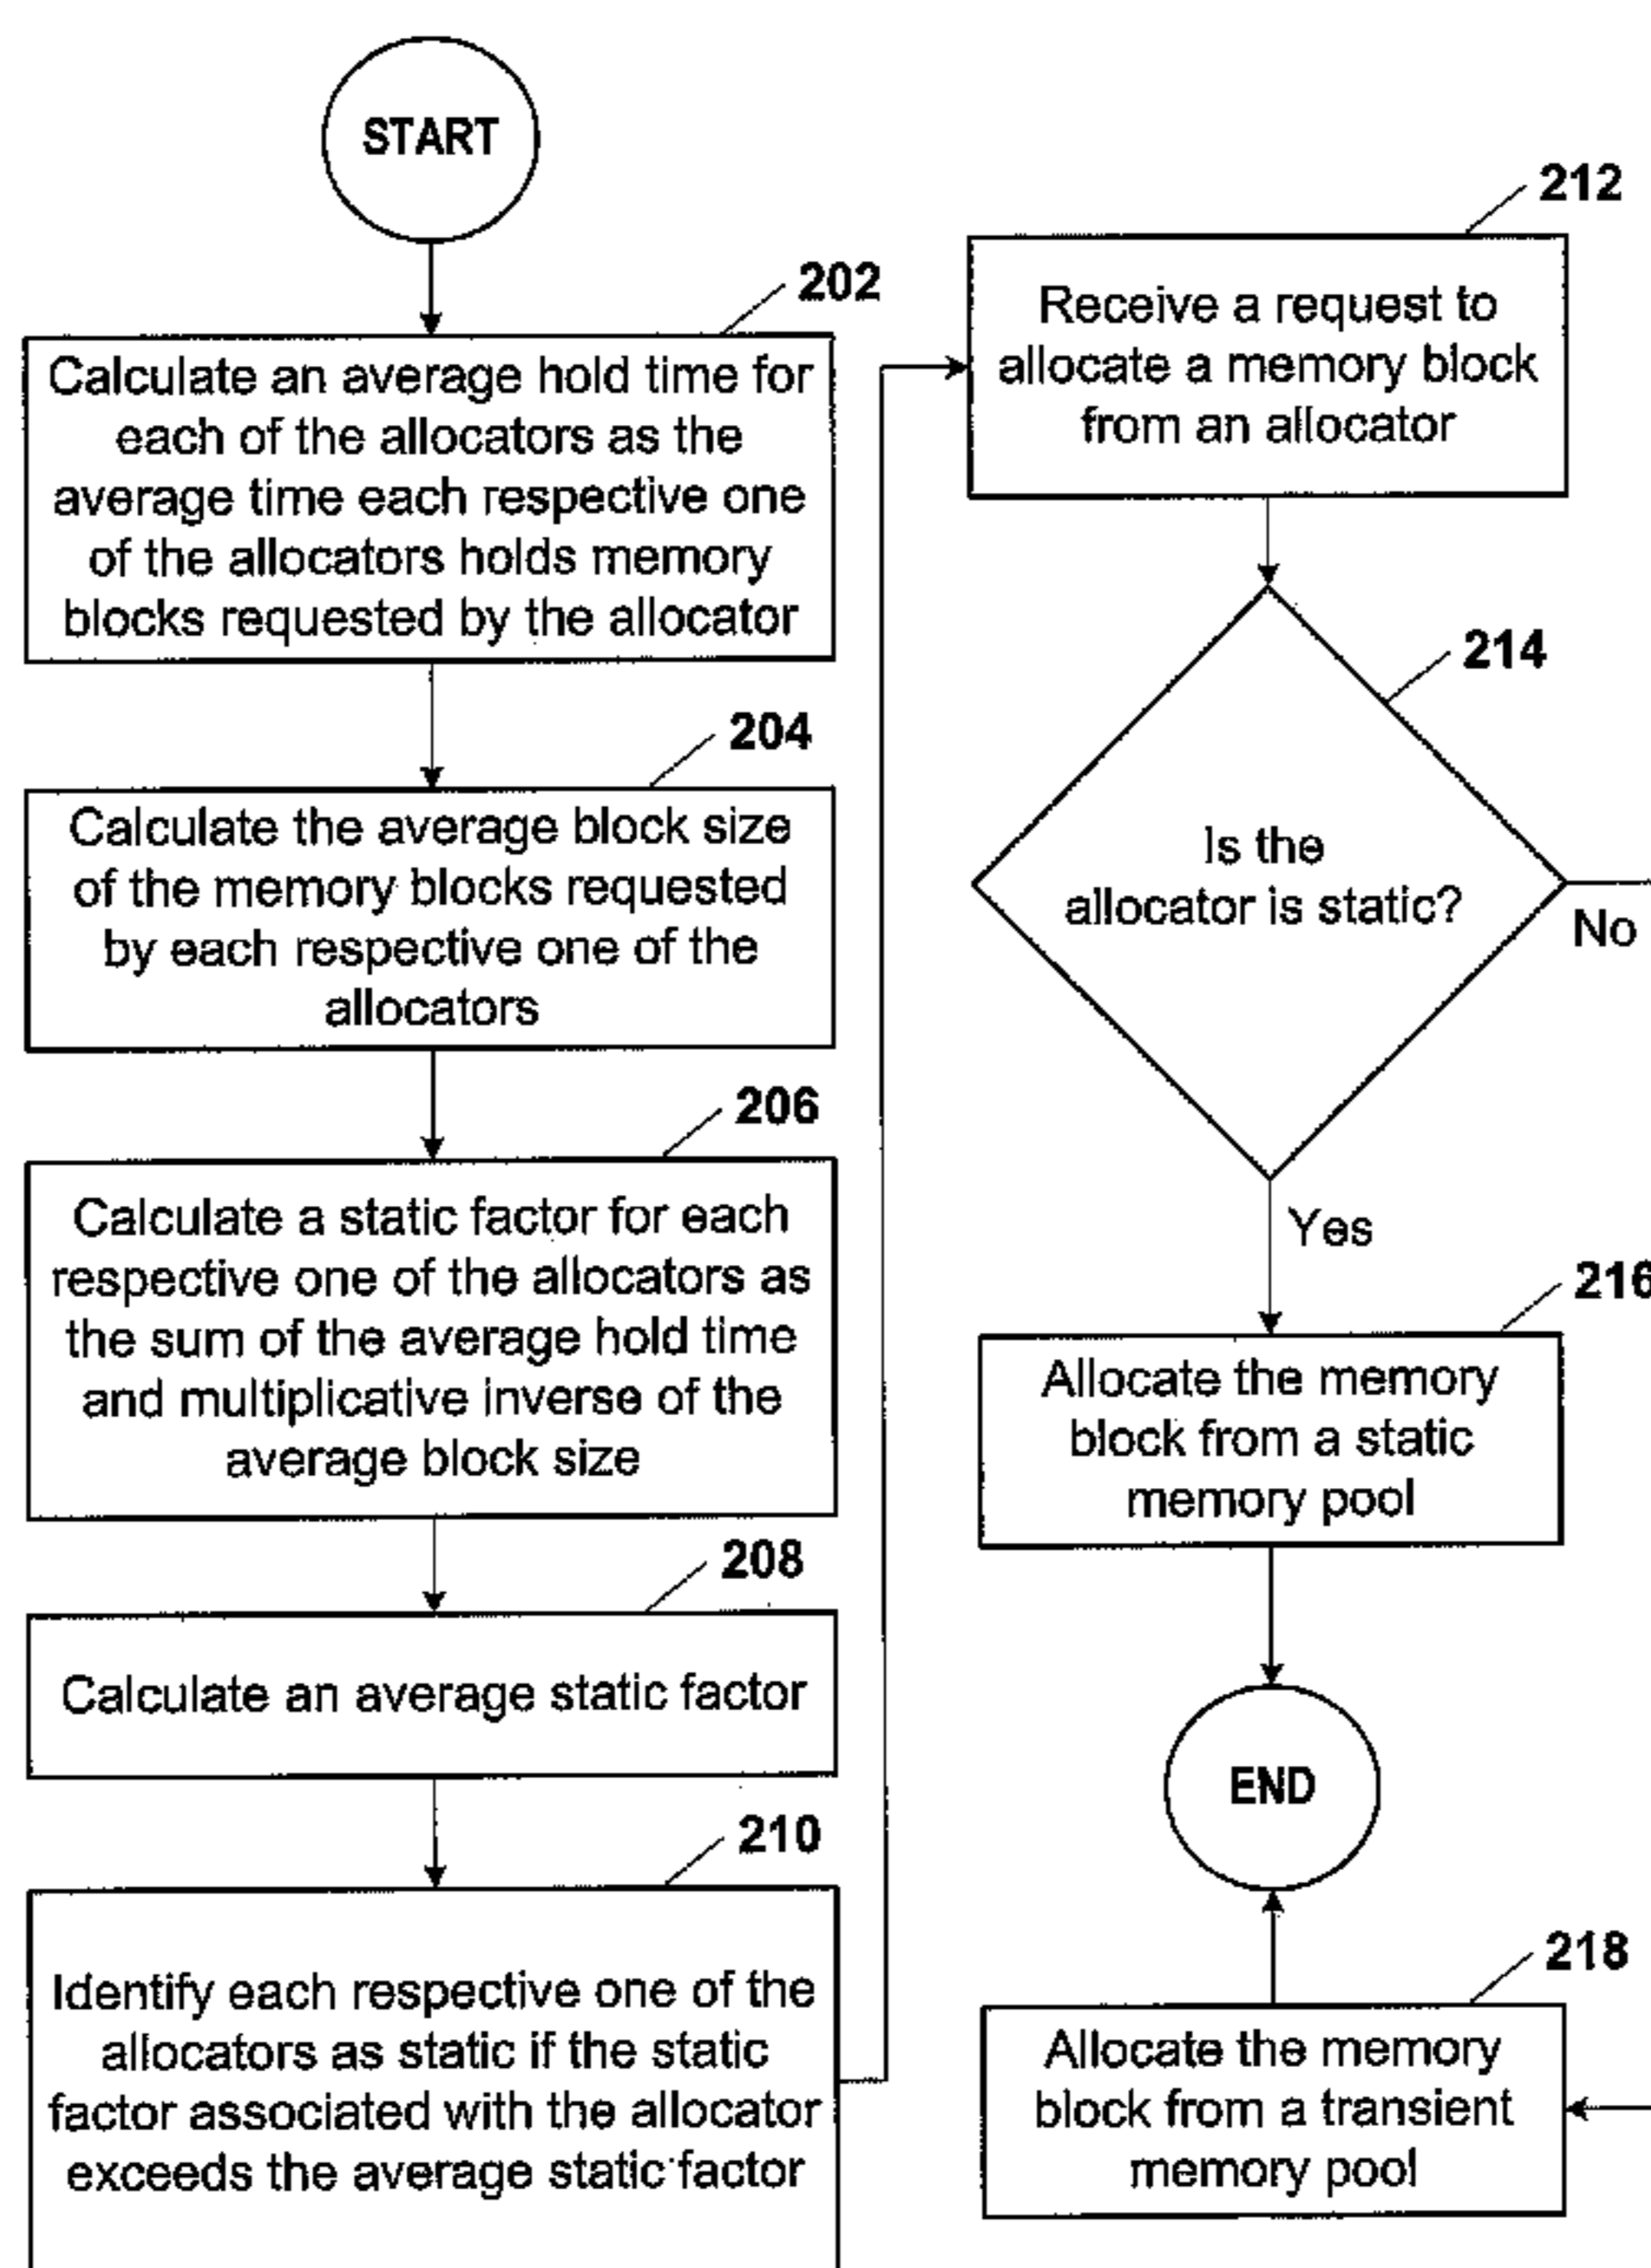 START
202
Calculate an average hold time for
each of the allocators as the
average time each respective one
of the allocators holds memory
blocks requested by the allocator
204
Calculate the average block size
of the memory blocks requested
by each respective one of the
allocators
206
Calculate a static factor for each
respective one of the allocators as
the sum of the average hold time
and multiplicative inverse of the
average block size
208
Calculate an average static factor
210
Identify each respective one of the
allocators as static if the static
factor associated with the allocator
exceeds the average static factor
212
Receive a request to
allocate a memory block
from an allocator
214
Is the
allocator is static?
No
Yes
216
Allocate the memory
block from a static
memory pool
END
218
Allocate the memory
block from a transient
memory pool